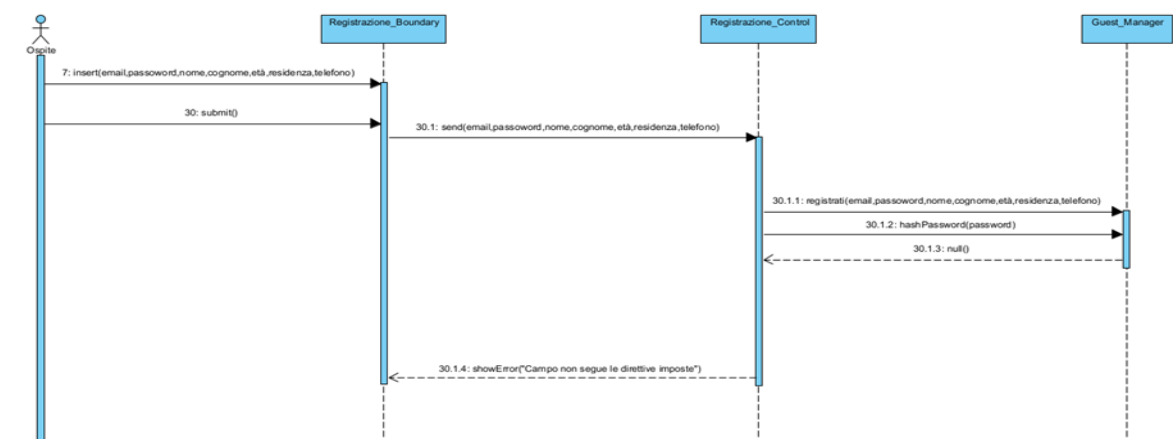 Registrazione_Boundary
Registrazione_Control
Guest_Manager
Ospite
7: insert(email,passoword,nome,cognome,età,residenza,telefono)
30: submit()
30.1: send(email,passoword,nome,cognome,età,residenza,telefono)
30.1.1: registrati(email,passoword,nome,cognome,età,residenza,telefono)
30.1.2: hashPassword(password)
30.1.3: null()
30.1.4: showError("Campo non segue le direttive imposte")